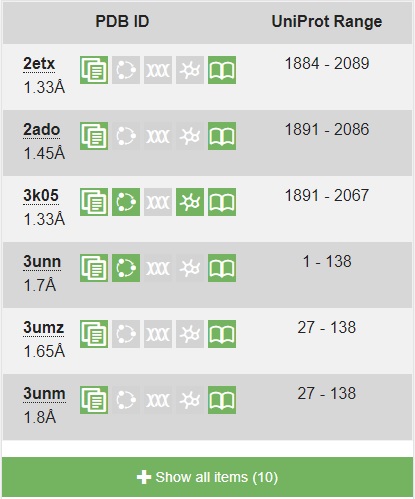 PDB ID UniProt Range
2etx 1884 - 2089
1.33Å
2ado 1891 - 2086
1.45Å
3k05 1891 - 2067
1.33Å
3unn 1 - 138
1.7Å
3umz 27 - 138
1.65Å
3unm 27 - 138
1.8Å
Show all items (10)